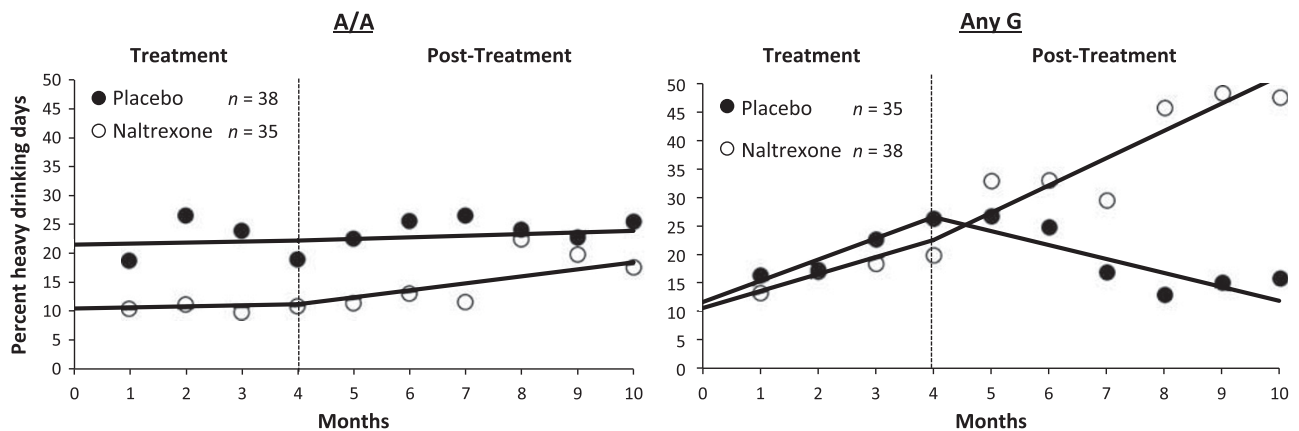 A/A
Treatment Post-Treatment
Percent heavy drinking days
50
45
40
35
30
25
20
15
10
5
0
Placebo n = 38
Naltrexone n = 35
0 1 2 3 4 5 6 7 8 9 10
Months
Any G
Treatment Post-Treatment
50
45
40
35
30
25
20
15
10
5
0
Placebo n = 35
Naltrexone n = 38
0 1 2 3 4 5 6 7 8 9 10
Months